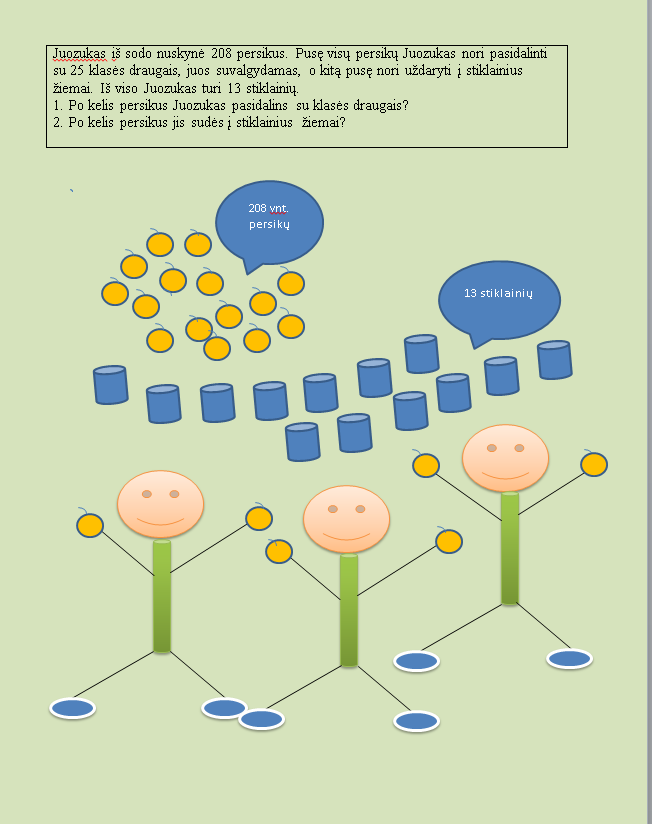 Juozukas iš sodo nuskynė 208 persikus. Pusę visų persikų Juozukas nori pasidalinti
su 25 klasės draugais, juos suvalgydamas, o kitą pusę nori uždaryti į stiklainius
žiemai. Iš viso Juozukas turi 13 stiklainių.
1. Po kelis persikus Juozukas pasidalins su klasės draugais?
2. Po kelis persikus jis sudės į stiklainius žiemai?
208 vnt.
persikų
13 stiklainių